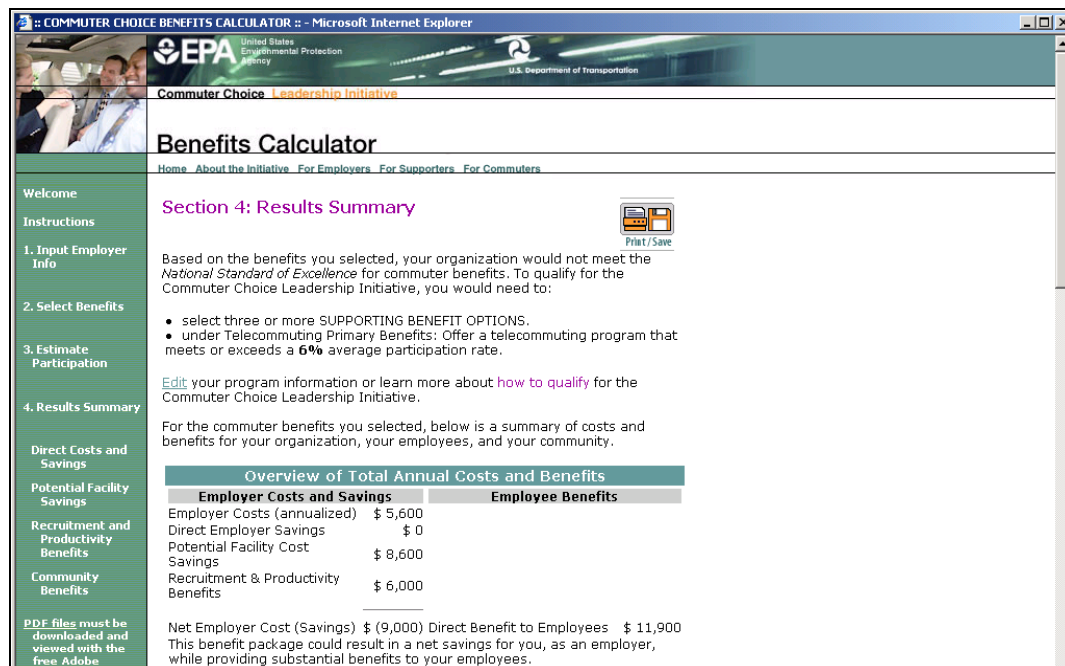 :: COMMUTER CHOICE BENEFITS CALCULATOR :: - Microsoft Internet Explorer
EPA
United States
Environmental Protection
Agency
U.S. Department of Transportation
Commuter Choice Leadership Initiative
Benefits Calculator
Home About the Initiative For Employers For Supporters For Commuters
Welcome
Instructions
1. Input Employer
Info
2. Select Benefits
3. Estimate
Participation
4. Results Summary
Direct Costs and
Savings
Potential Facility
Savings
Recruitment and
Productivity
Benefits
Community
Benefits
PDF files must be
downloaded and
viewed with the
free Adobe
Section 4: Results Summary
Print / Save
Based on the benefits you selected, your organization would not meet the
National Standard of Excellence for commuter benefits. To qualify for the
Commuter Choice Leadership Initiative, you would need to:
• select three or more SUPPORTING BENEFIT OPTIONS.
• under Telecommuting Primary Benefits: Offer a telecommuting program that
meets or exceeds a 6% average participation rate.
Edit your program information or learn more about how to qualify for the
Commuter Choice Leadership Initiative.
For the commuter benefits you selected, below is a summary of costs and
benefits for your organization, your employees, and your community.
Overview of Total Annual Costs and Benefits
Employer Costs and Savings Employee Benefits
Employer Costs (annualized) $ 5,600
Direct Employer Savings $ 0
Potential Facility Cost
Savings $ 8,600
Recruitment & Productivity
Benefits $ 6,000
Net Employer Cost (Savings) $ (9,000) Direct Benefit to Employees $ 11,900
This benefit package could result in a net savings for you, as an employer,
while providing substantial benefits to your employees.